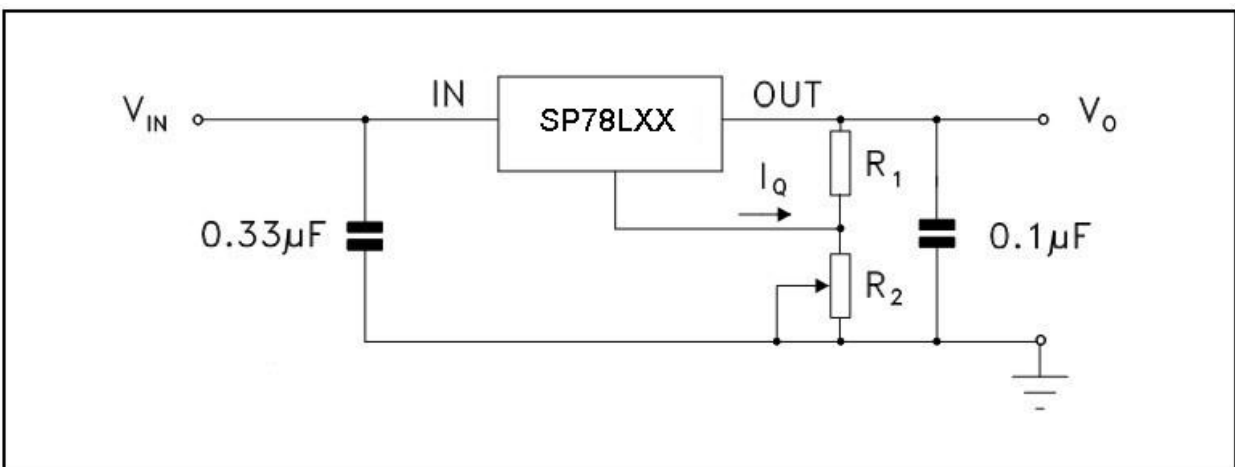 V_IN
IN
SP78LXX
OUT
V_O
I_Q
R_1
0.33μF
0.1μF
R_2